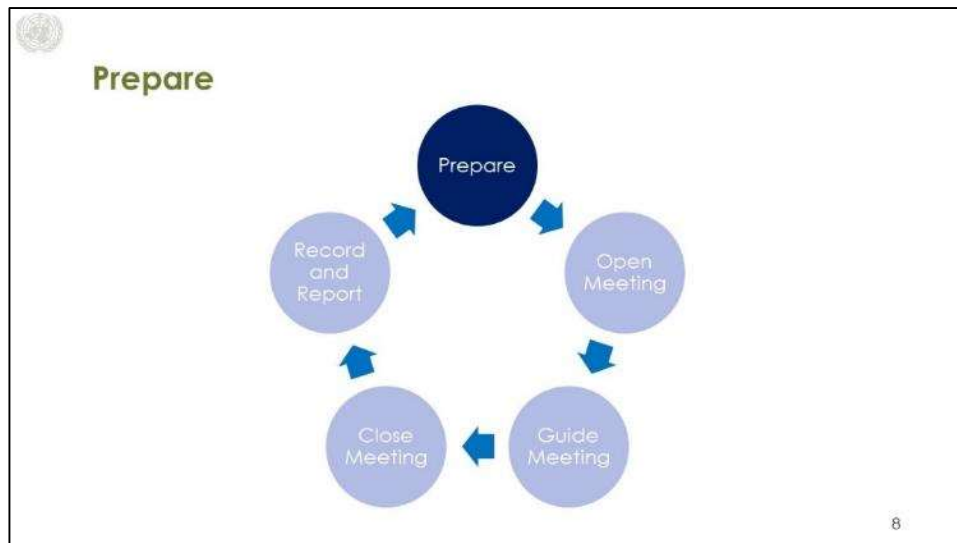 Prepare
Prepare
Open
Meeting
Guide
Meeting
Close
Meeting
Record
and
Report
8